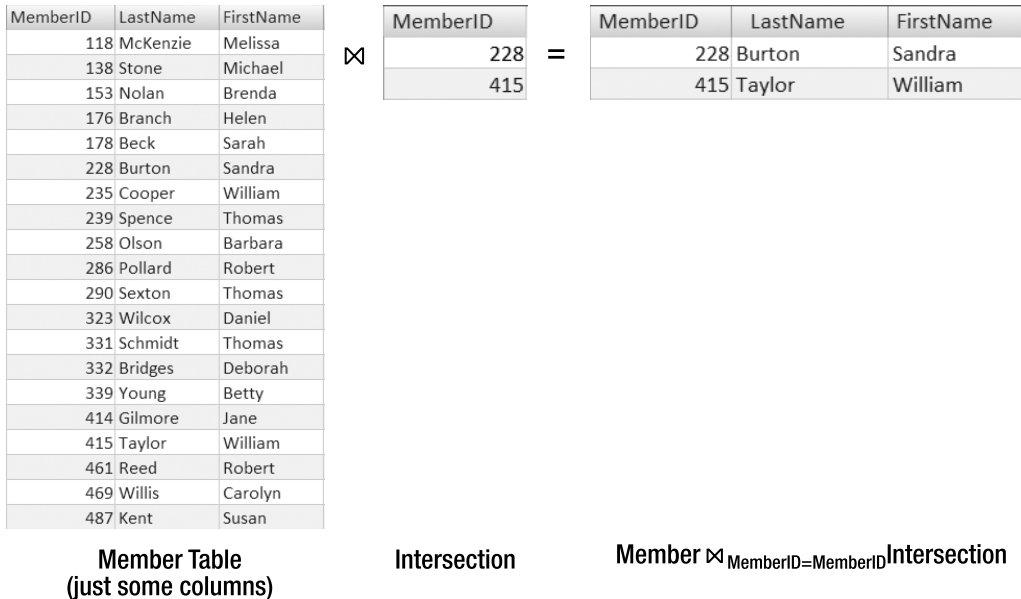 MemberID LastName FirstName
118 McKenzie Melissa
138 Stone Michael
153 Nolan Brenda
176 Branch Helen
178 Beck Sarah
228 Burton Sandra
235 Cooper William
239 Spence Thomas
258 Olson Barbara
286 Pollard Robert
290 Sexton Thomas
323 Wilcox Daniel
331 Schmidt Thomas
332 Bridges Deborah
339 Young Betty
414 Gilmore Jane
415 Taylor William
461 Reed Robert
469 Willis Carolyn
487 Kent Susan
Member Table
(just some columns)
⋈
MemberID
228
415
Intersection
=
MemberID LastName FirstName
228 Burton Sandra
415 Taylor William
Member ⋈ MemberID=MemberID Intersection